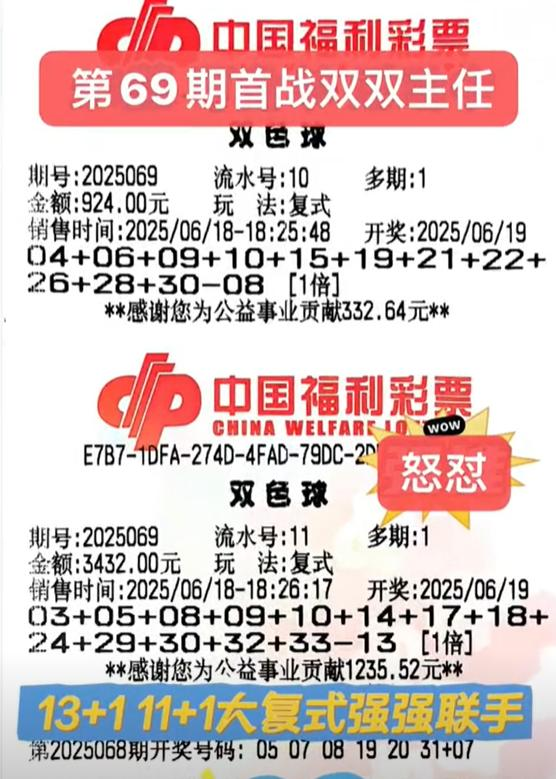 中国福利彩票
第69期首战双双主任
双色球
期号:2025069 流水号:10 多期:1
金额:924.00元 玩 法:复式
销售时间:2025/06/18-18:25:48 开奖:2025/06/19
04+06+09+10+15+19+21+22+
26+28+30-08 [1倍]
**感谢您为公益事业贡献332.64元**
中国福利彩票
CHINA WELFARE LO
wow
E7B7-1DFA-274D-4FAD-79DC-2D
怒怼
双色球
期号:2025069 流水号:11 多期:1
金额:3432.00元 玩 法:复式
销售时间:2025/06/18-18:26:17 开奖:2025/06/19
03+05+08+09+10+14+17+18+
24+29+30+32+33-13 [1倍]
**感谢您为公益事业贡献1235.52元**
13+1 11+1大复式强强联手
第2025068期开奖号码: 05 07 08 19 20 31+07